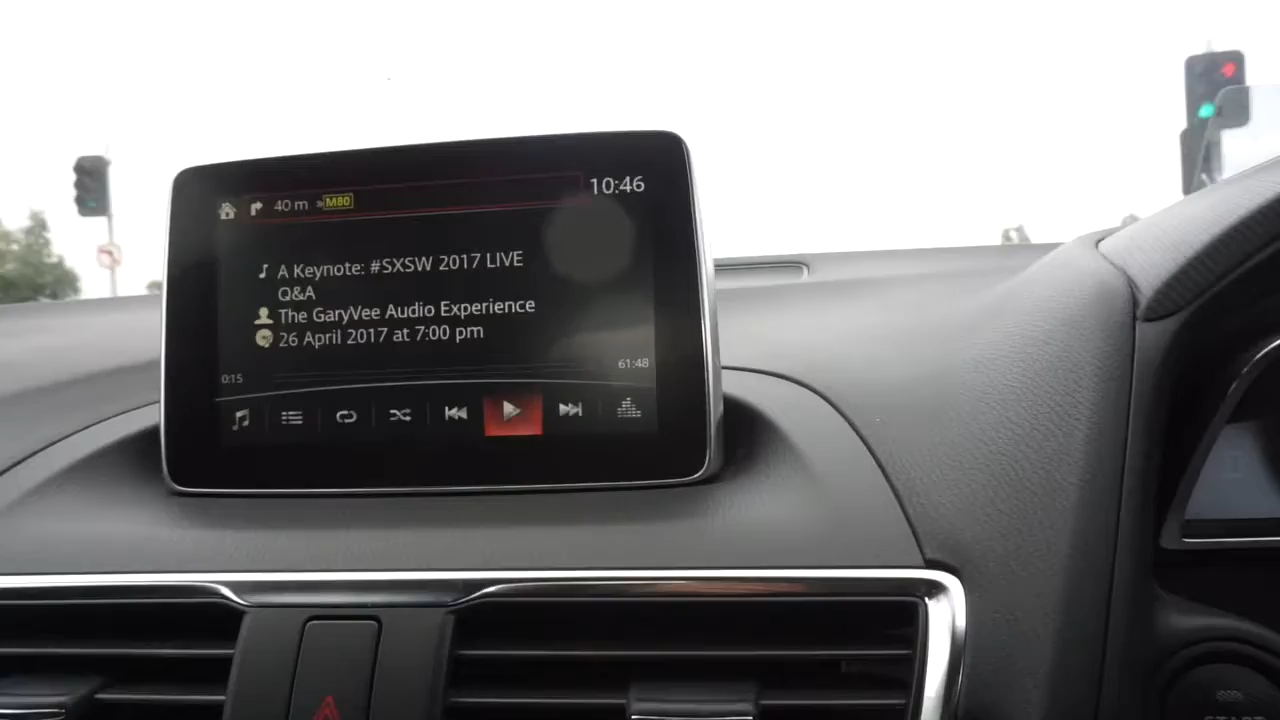 40 m » M80
10:46
A Keynote: #SXSW 2017 LIVE
Q&A
The GaryVee Audio Experience
26 April 2017 at 7:00 pm
0:15
61:48